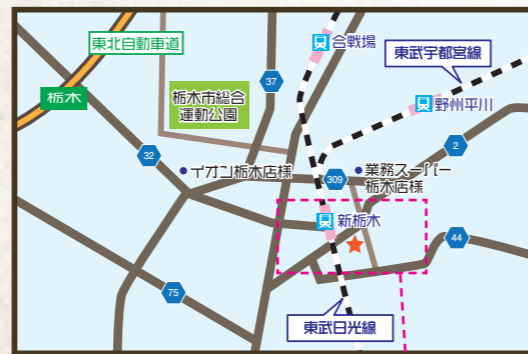 東北自動車道
合戦場
東武宇都宮線
栃木
37
栃木市総合
運動公園
野州平川
2
32
イオン栃木店様
309
業務スーパー
栃木店様
新栃木
44
75
東武日光線